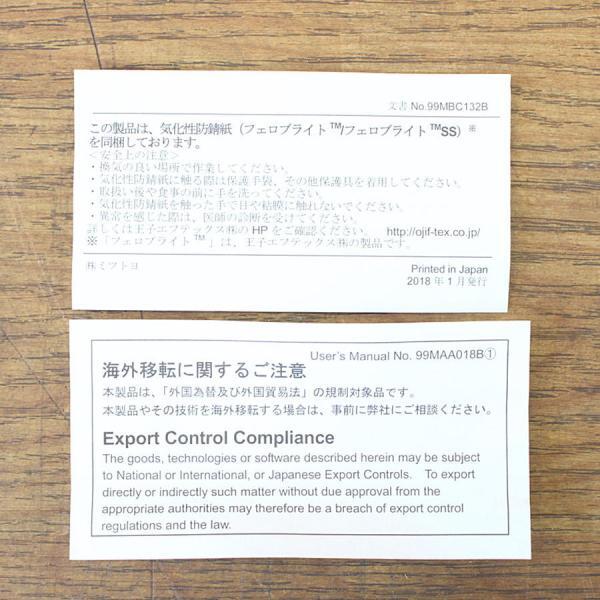 文書 No.99MBC132B
この製品は、気化性防錆紙（フェロブライト™/フェロブライト™SS）※
を同梱しております。
＜安全上の注意＞
・換気の良い場所で作業してください。
・気化性防錆紙に触る際は保護手袋、その他保護具を着用してください。
・取扱い後や食事の前に手を洗ってください。
・気化性防錆紙を触った手で目や粘膜に触れないでください。
・異常を感じた際は、医師の診断を受けてください。
詳しくは王子エフテックス㈱の HP をご確認ください。 http://ojif-tex.co.jp/
※「フェロブライト™」は、王子エフテックス㈱の製品です。
㈱ミツトヨ
Printed in Japan
2018 年 1 月発行
User's Manual No. 99MAA018B①
海外移転に関するご注意
本製品は、「外国為替及び外国貿易法」の規制対象品です。
本製品やその技術を海外移転する場合は、事前に弊社にご相談ください。
Export Control Compliance
The goods, technologies or software described herein may be subject
to National or International, or Japanese Export Controls. To export
directly or indirectly such matter without due approval from the
appropriate authorities may therefore be a breach of export control
regulations and the law.